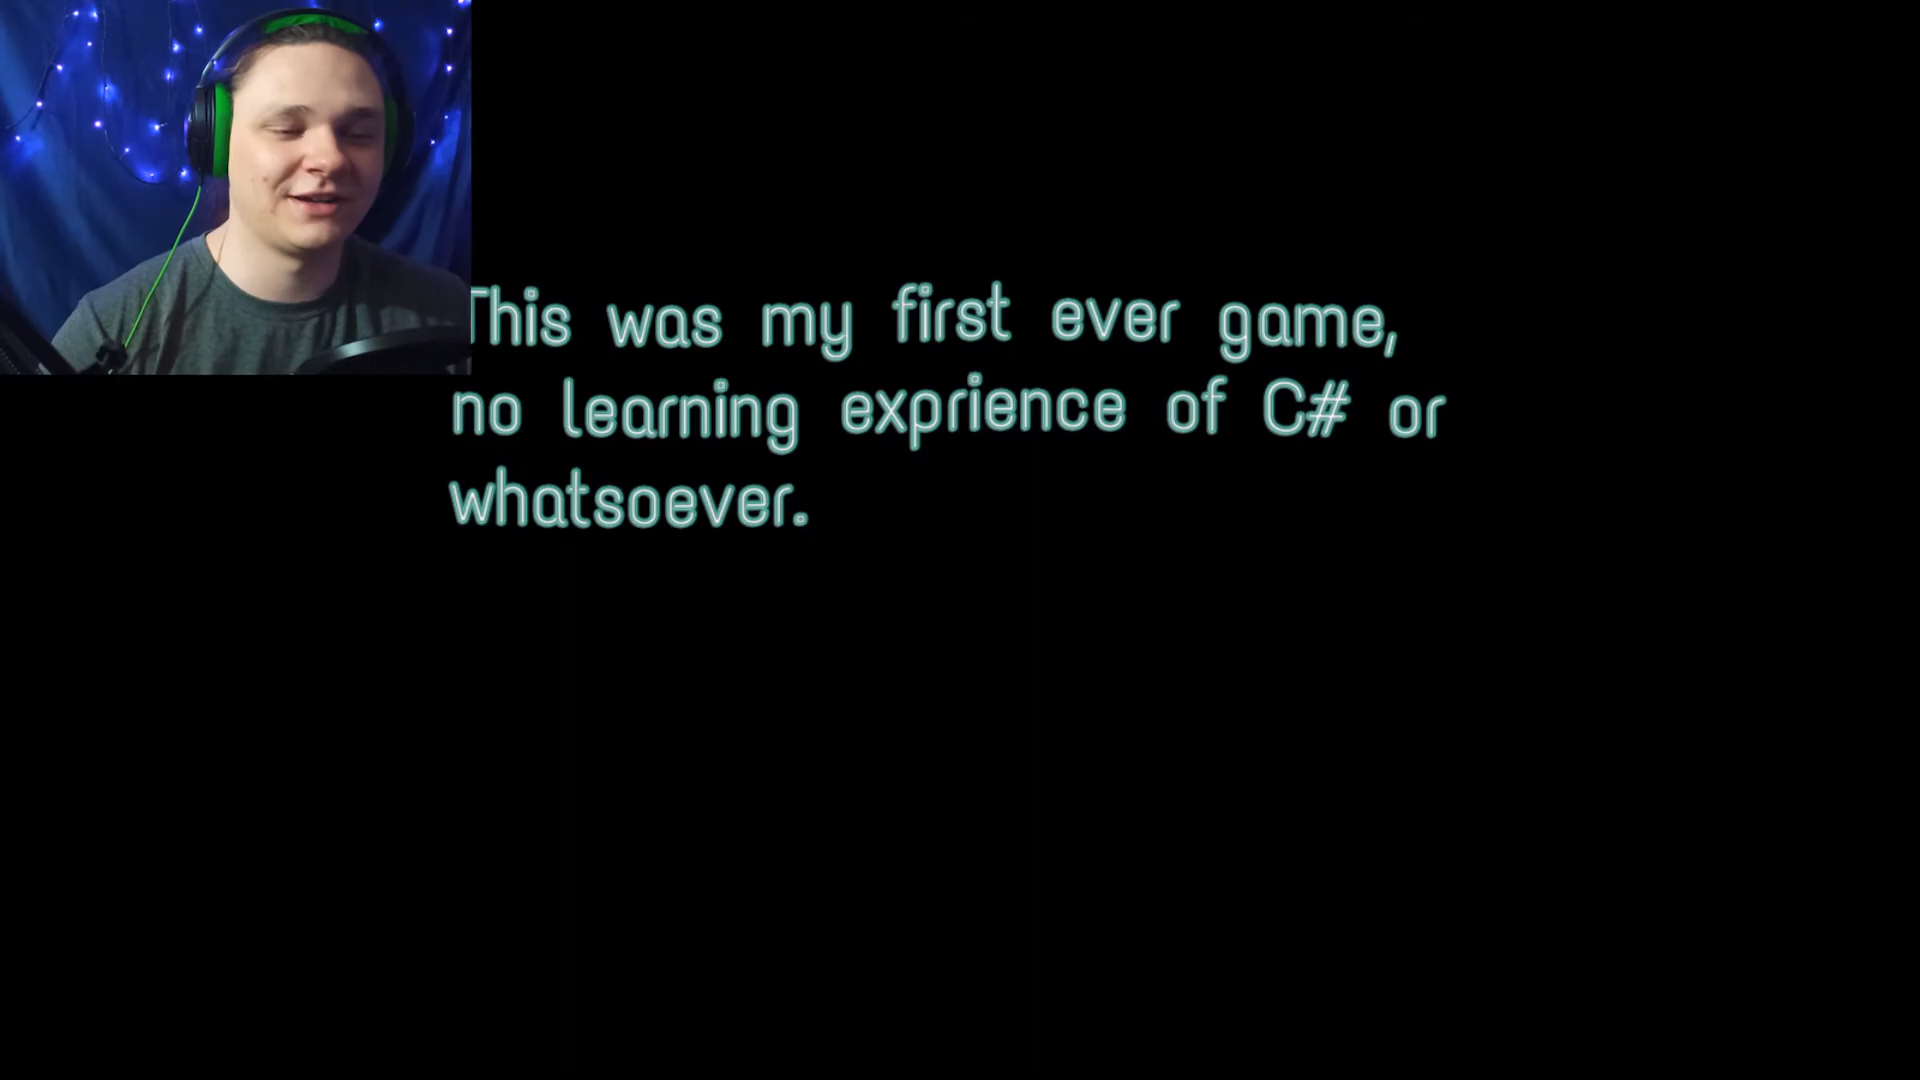 This was my first ever game,
no learning exprience of C# or
whatsoever.